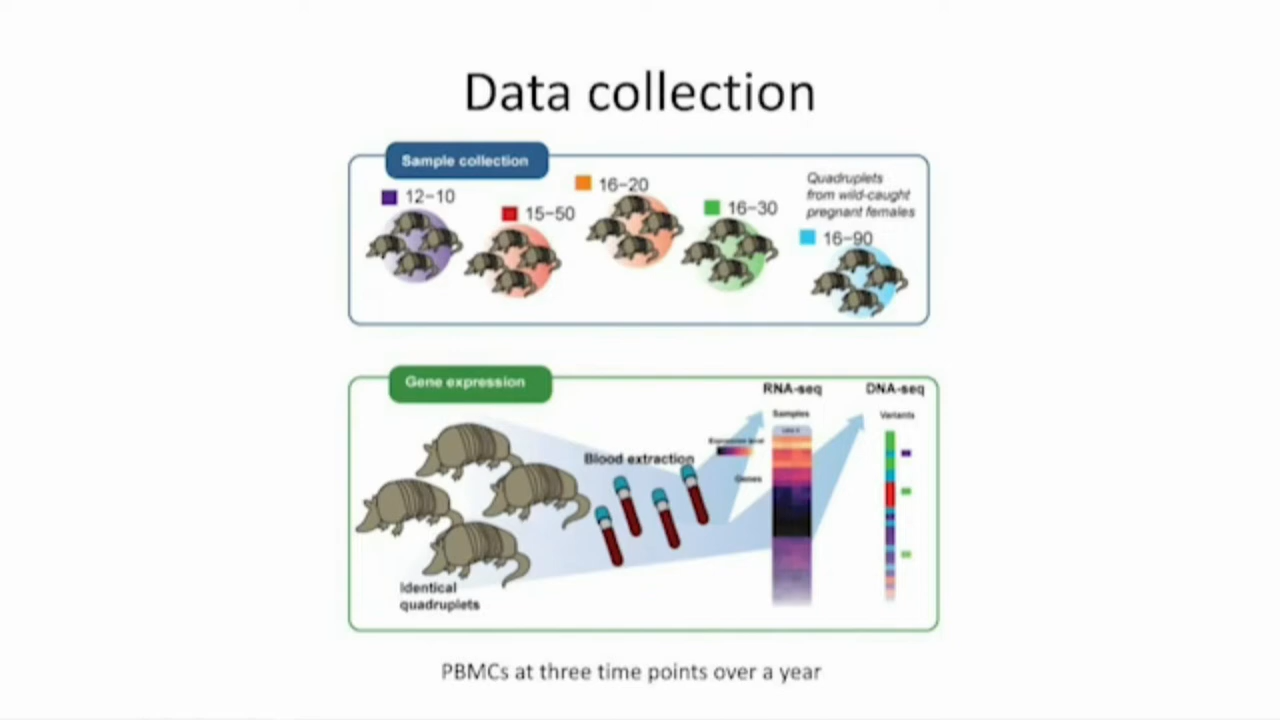 Data collection
Sample collection
12–10
15–50
16–20
16–30
Quadruplets
from wild-caught
pregnant females
16–90
Gene expression
RNA-seq
DNA-seq
Samples
Variants
Expression level
Genes
Blood extraction
Identical
quadruplets
PBMCs at three time points over a year